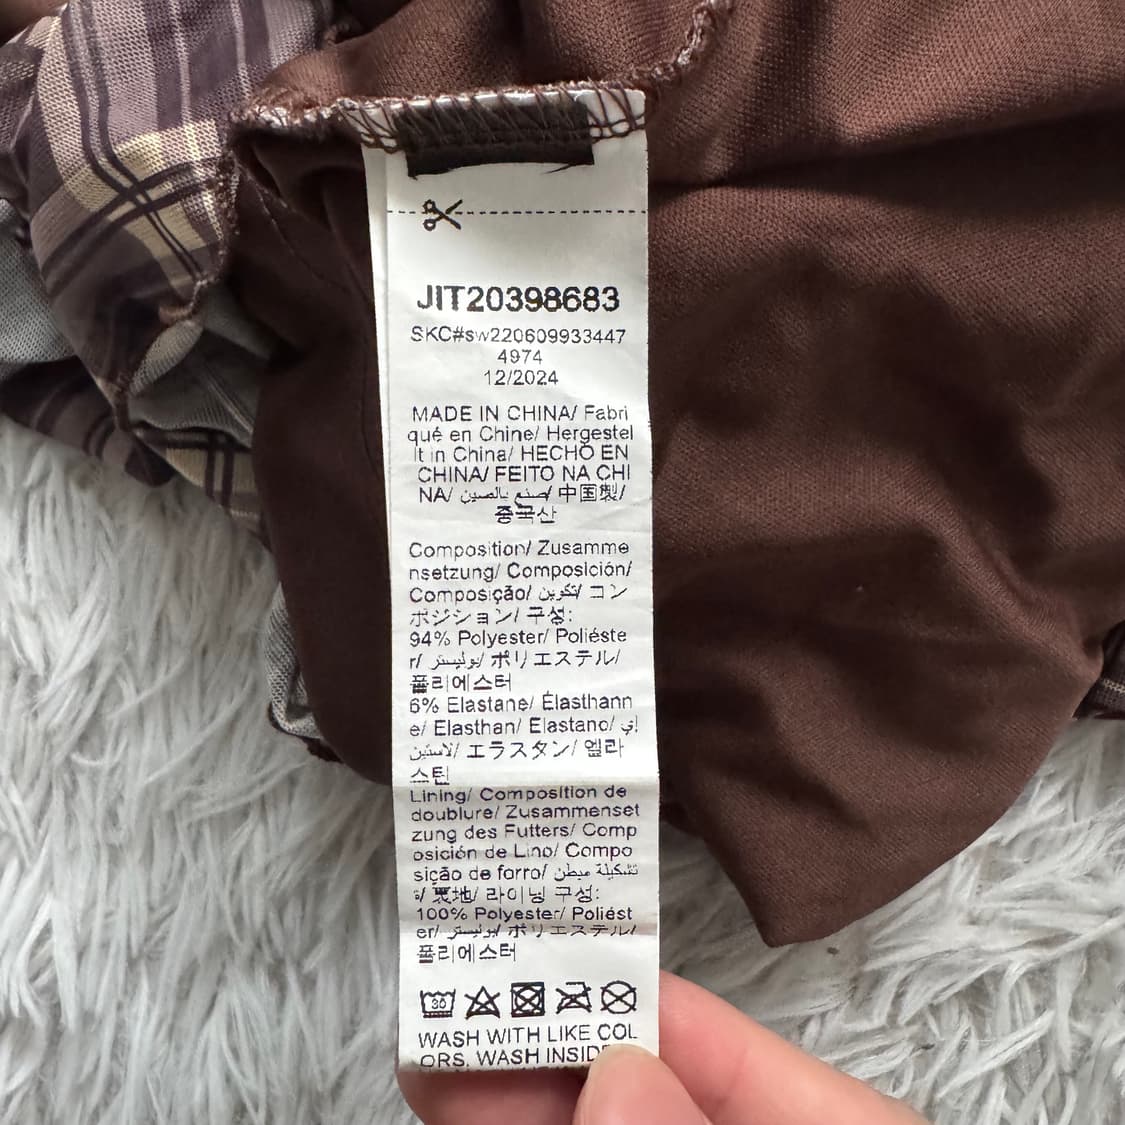 JIT20398683
SKC#sw220609933447
4974
12/2024
MADE IN CHINA/ Fabri
qué en Chine/ Hergestel
lt in China/ HECHO EN
CHINA/ FEITO NA CHI
NA/ صنع بالصين/ 中国製/
중국산
Composition/ Zusamme
nsetzung/ Composición/
Composição/ تكوين/ コン
ポジション/ 구성:
94% Polyester/ Poliéste
r/ بوليستر/ ポリエステル/
폴리에스터
6% Elastane/ Élasthann
e/ Elasthan/ Elastano/ إي
لاستين/ エラスタン/ 엘라
스틴
Lining/ Composition de
doublure/ Zusammenset
zung des Futters/ Comp
osición de Lino/ Compo
sição de forro/ تشكيلة مبطن
ة/ 裏地/ 라이닝 구성:
100% Polyester/ Poliést
er/ بوليستر/ ポリエステル/
폴리에스터
30
WASH WITH LIKE COL
ORS. WASH INSID